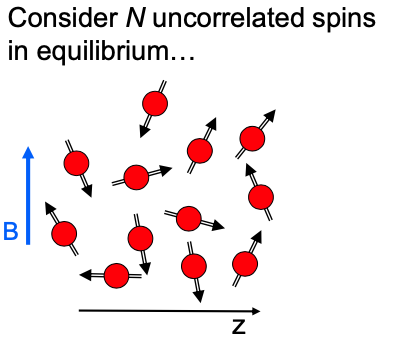 Consider N uncorrelated spins
in equilibrium…
B
z